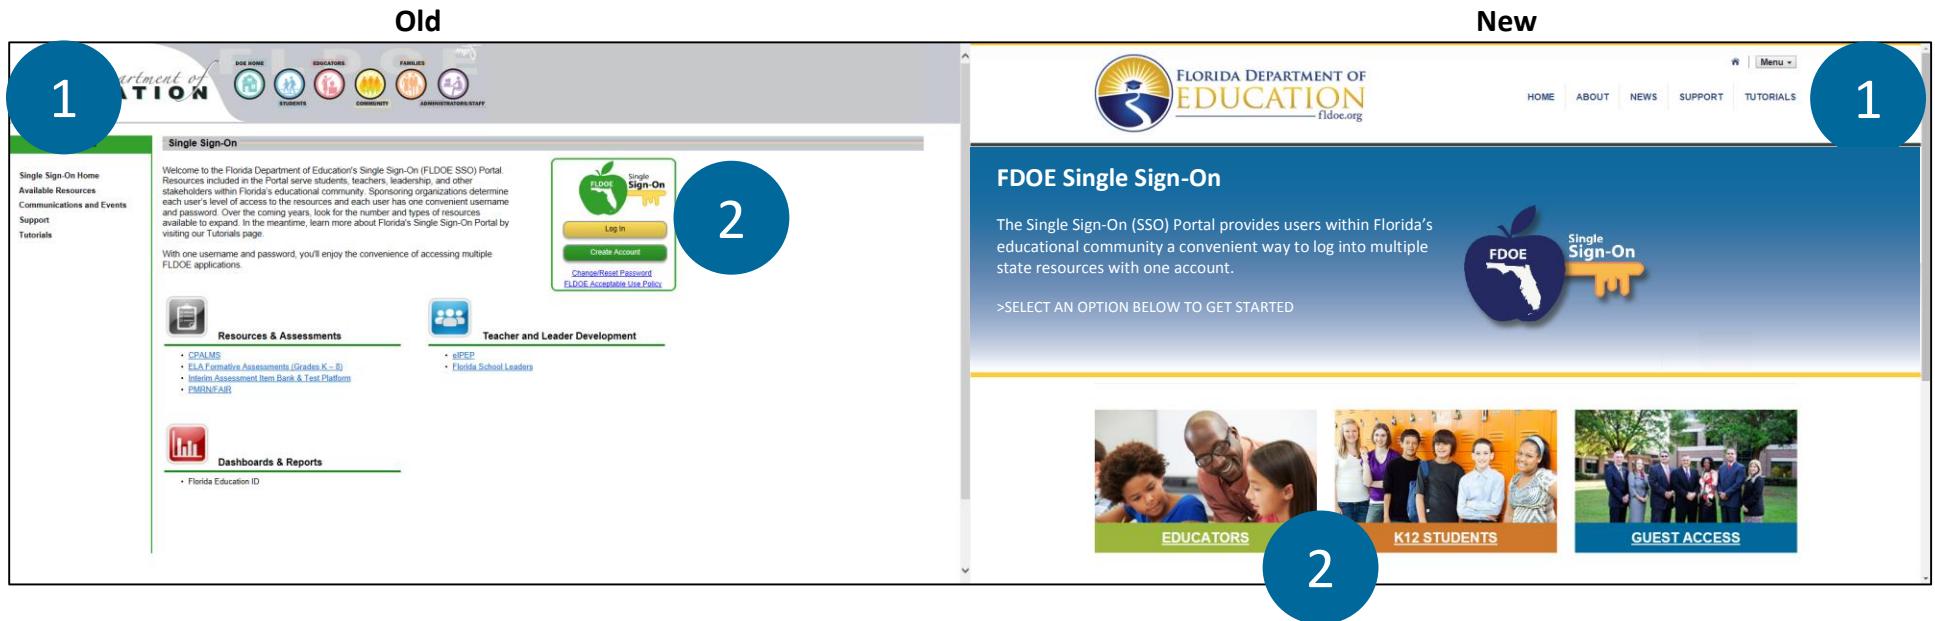 Old
New
1
artment of
ATION
DOE HOME
EDUCATORS
FAMILIES
STUDENTS
COMMUNITY
ADMINISTRATORS/STAFF
Single Sign-On
Single Sign-On Home
Available Resources
Communications and Events
Support
Tutorials
Welcome to the Florida Department of Education's Single Sign-On (FLDOE SSO) Portal.
Resources included in the Portal serve students, teachers, leadership, and other
stakeholders within Florida's educational community. Sponsoring organizations determine
each user's level of access to the resources and each user has one convenient username
and password. Over the coming years, look for the number and types of resources
available to expand. In the meantime, learn more about Florida's Single Sign-On Portal by
visiting our Tutorials page.
With one username and password, you'll enjoy the convenience of accessing multiple
FLDOE applications.
FLDOE
Single
Sign-On
Log In
Create Account
Change/Reset Password
FLDOE Acceptable Use Policy
2
Resources & Assessments
• CPALMS
• ELA Formative Assessments (Grades K – 8)
• Interim Assessment Item Bank & Test Platform
• PMRN/FAIR
Teacher and Leader Development
• eIPEP
• Florida School Leaders
Dashboards & Reports
• Florida Education ID
FLORIDA DEPARTMENT OF
EDUCATION
fldoe.org
Menu
HOME
ABOUT
NEWS
SUPPORT
TUTORIALS
1
FDOE Single Sign-On
The Single Sign-On (SSO) Portal provides users within Florida's
educational community a convenient way to log into multiple
state resources with one account.
>SELECT AN OPTION BELOW TO GET STARTED
FDOE
Single
Sign-On
EDUCATORS
K12 STUDENTS
GUEST ACCESS
2